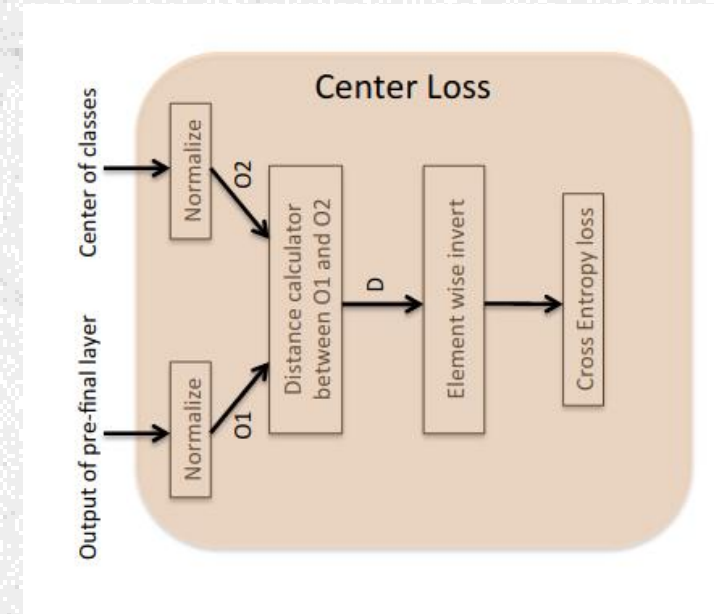 Center Loss
Output of pre-final layer
Center of classes
Normalize
Normalize
O1
O2
Distance calculator
between O1 and O2
D
Element wise invert
Cross Entropy loss